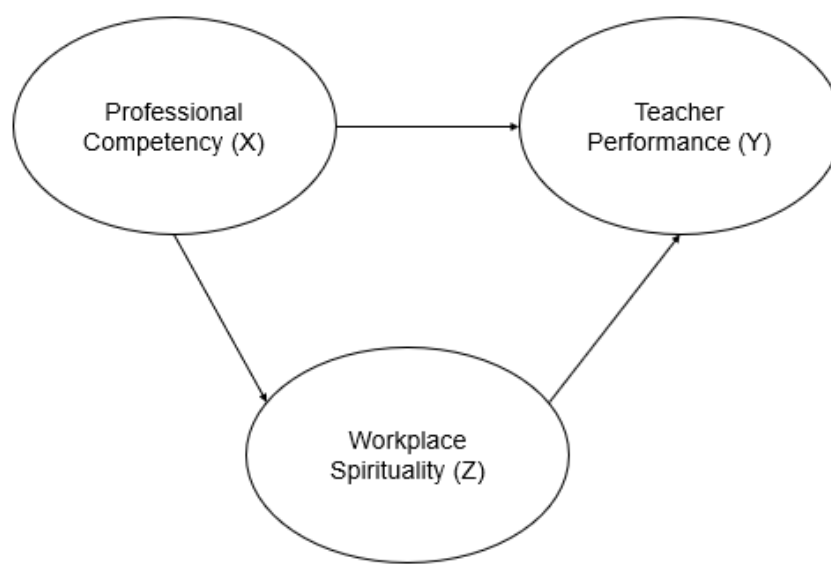 Professional
Competency (X)
Teacher
Performance (Y)
Workplace
Spirituality (Z)